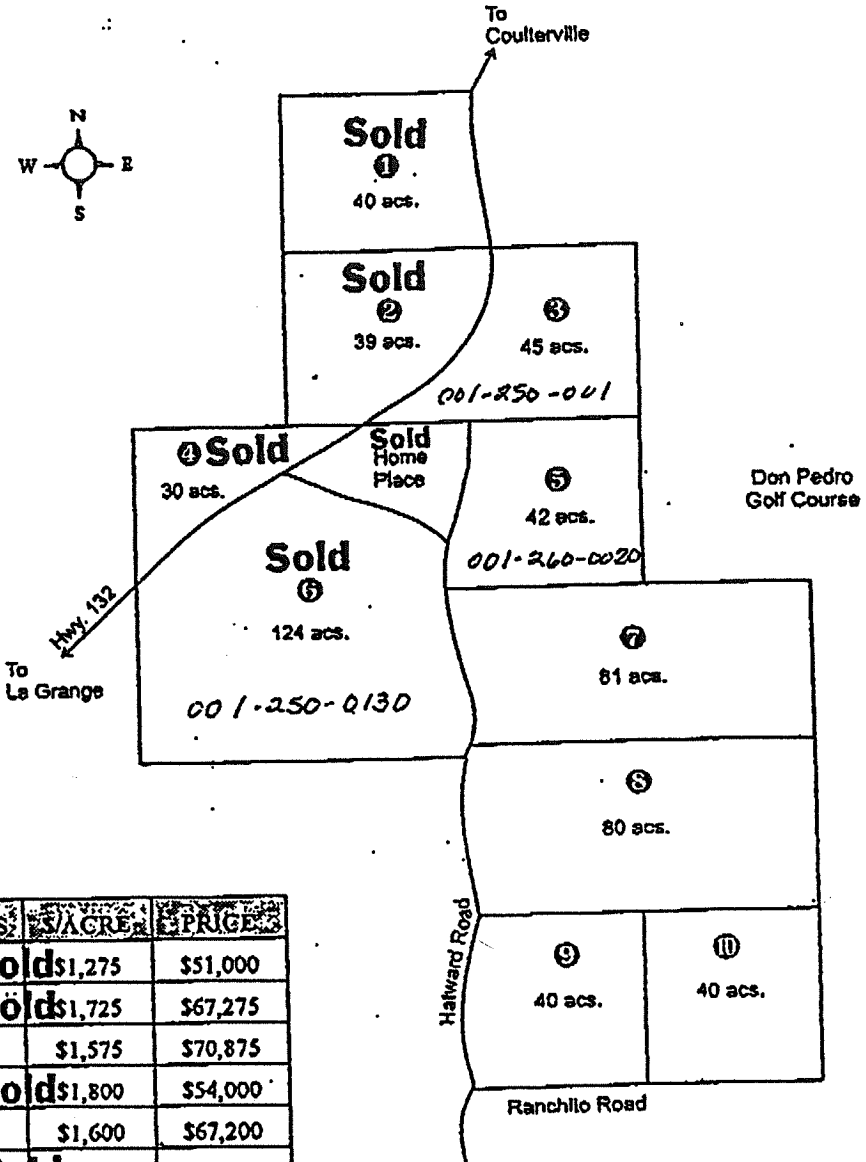 To
Coulterville
N
W E
S
Sold
1
40 acs.
Sold
2
39 acs.
3
45 acs.
001-250-001
4 Sold
30 acs.
Sold
Home
Place
5
42 acs.
001-260-0020
Don Pedro
Golf Course
Sold
6
124 acs.
001-250-0130
Hwy. 132
To
La Grange
7
81 acs.
8
80 acs.
Hatward Road
9
40 acs.
10
40 acs.
Ranchito Road
S $/ACRE PRICE
old $1,275 $51,000
old $1,725 $67,275
$1,575 $70,875
old $1,800 $54,000
$1,600 $67,200